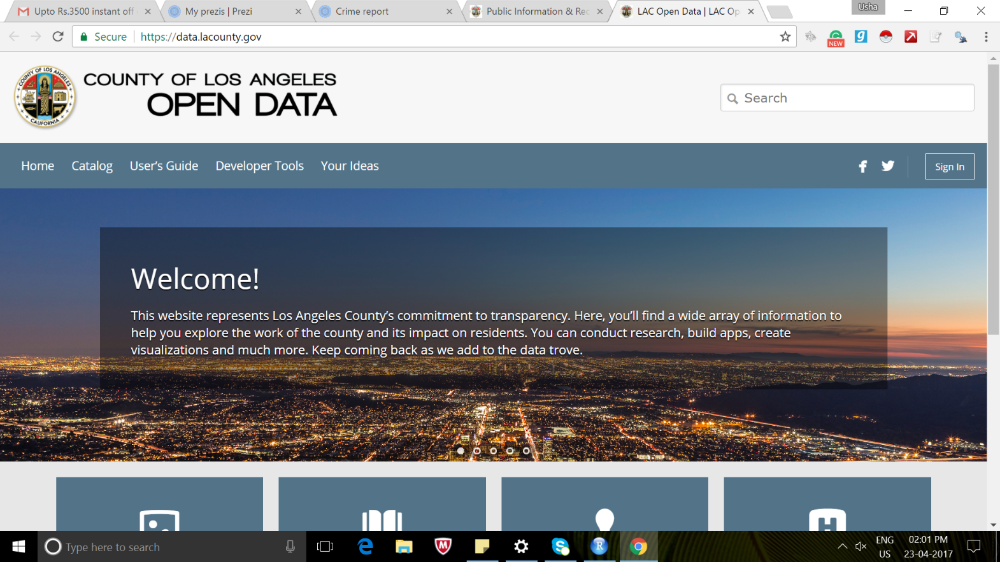 Upto Rs.3500 instant off
My prezis | Prezi
Crime report
Public Information & Rec
LAC Open Data | LAC Op
Usha
Secure
https://data.lacounty.gov
NEW
g
COUNTY OF LOS ANGELES
CALIFORNIA
COUNTY OF LOS ANGELES
OPEN DATA
Search
Home
Catalog
User’s Guide
Developer Tools
Your Ideas
Sign In
Welcome!
This website represents Los Angeles County’s commitment to transparency. Here, you’ll find a wide array of information to
help you explore the work of the county and its impact on residents. You can conduct research, build apps, create
visualizations and much more. Keep coming back as we add to the data trove.
Type here to search
ENG
US
02:01 PM
23-04-2017